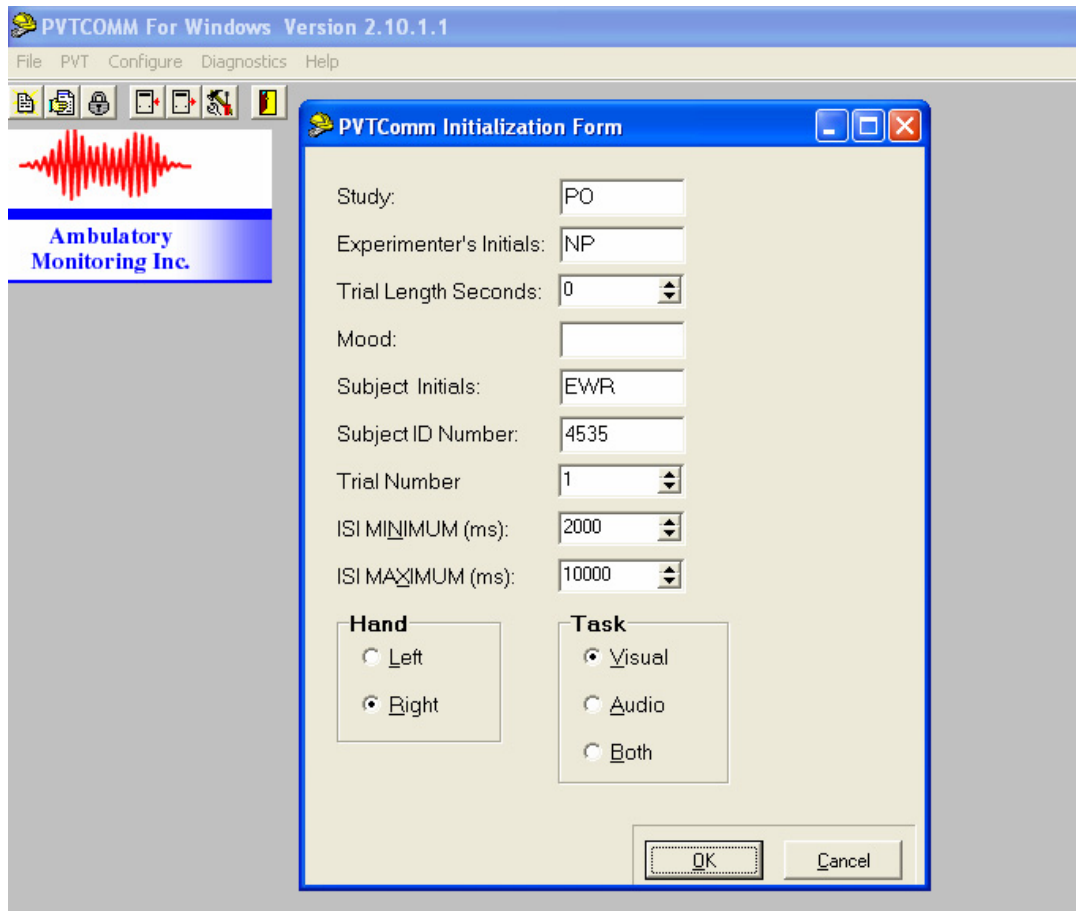 PVTCOMM For Windows Version 2.10.1.1
File PVT Configure Diagnostics Help
PVTComm Initialization Form
Ambulatory
Monitoring Inc.
Study: PO
Experimenter's Initials: NP
Trial Length Seconds: 0
Mood:
Subject Initials: EWR
Subject ID Number: 4535
Trial Number 1
ISI MINIMUM (ms): 2000
ISI MAXIMUM (ms): 10000
Hand Task
Left Visual
Right Audio
Both
OK Cancel